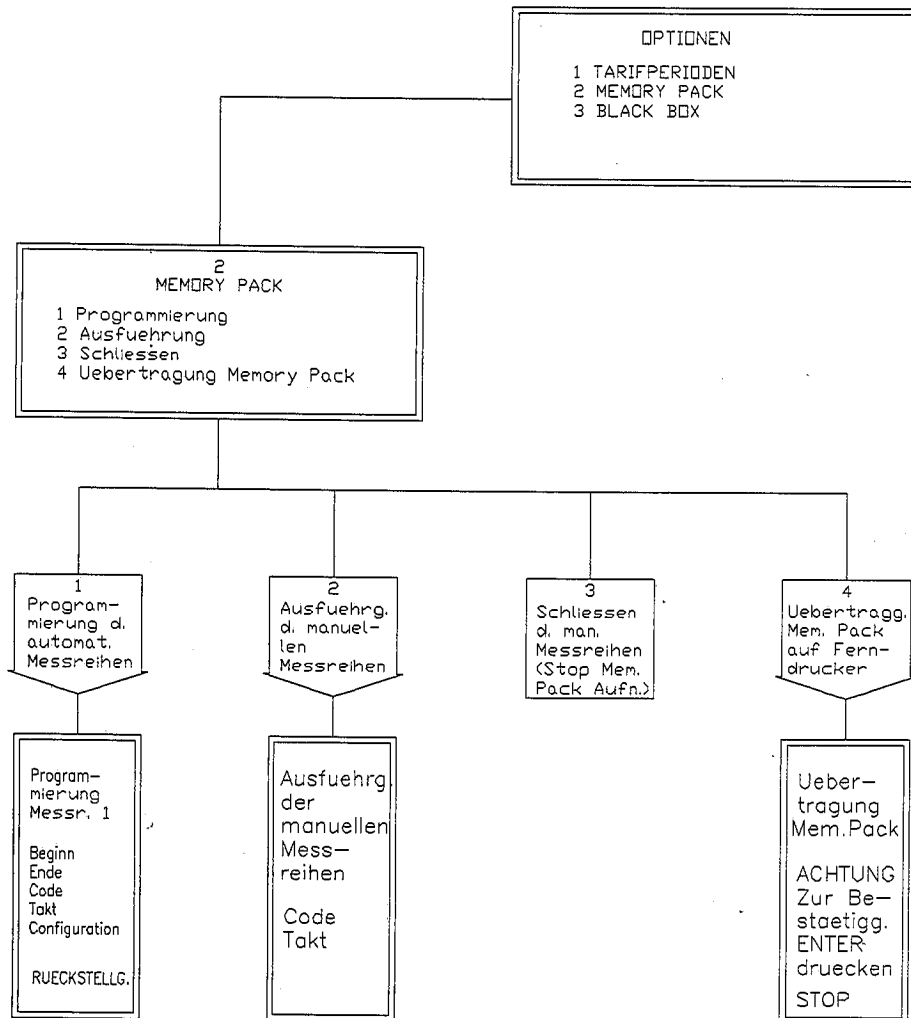 OPTIONEN
1 TARIFPERIODEN
2 MEMORY PACK
3 BLACK BOX
2
MEMORY PACK
1 Programmierung
2 Ausfuehrung
3 Schliessen
4 Uebertragung Memory Pack
1
Program-
mierung d.
automat.
Messreihen
2
Ausfuehrg.
d. manuel-
len
Messreihen
3
Schliessen
d. man.
Messreihen
(Stop Mem.
Pack Aufn.)
4
Uebertragg.
Mem. Pack
auf Fern-
drucker
Program-
mierung
Messr. 1
Beginn
Ende
Code
Takt
Configuration
RUECKSTELLG.
Ausfuehrg.
der
manuellen
Mess-
reihen
Code
Takt
Ueber-
tragung
Mem.Pack
ACHTUNG
Zur Be-
staetigg.
ENTER-
druecken
STOP